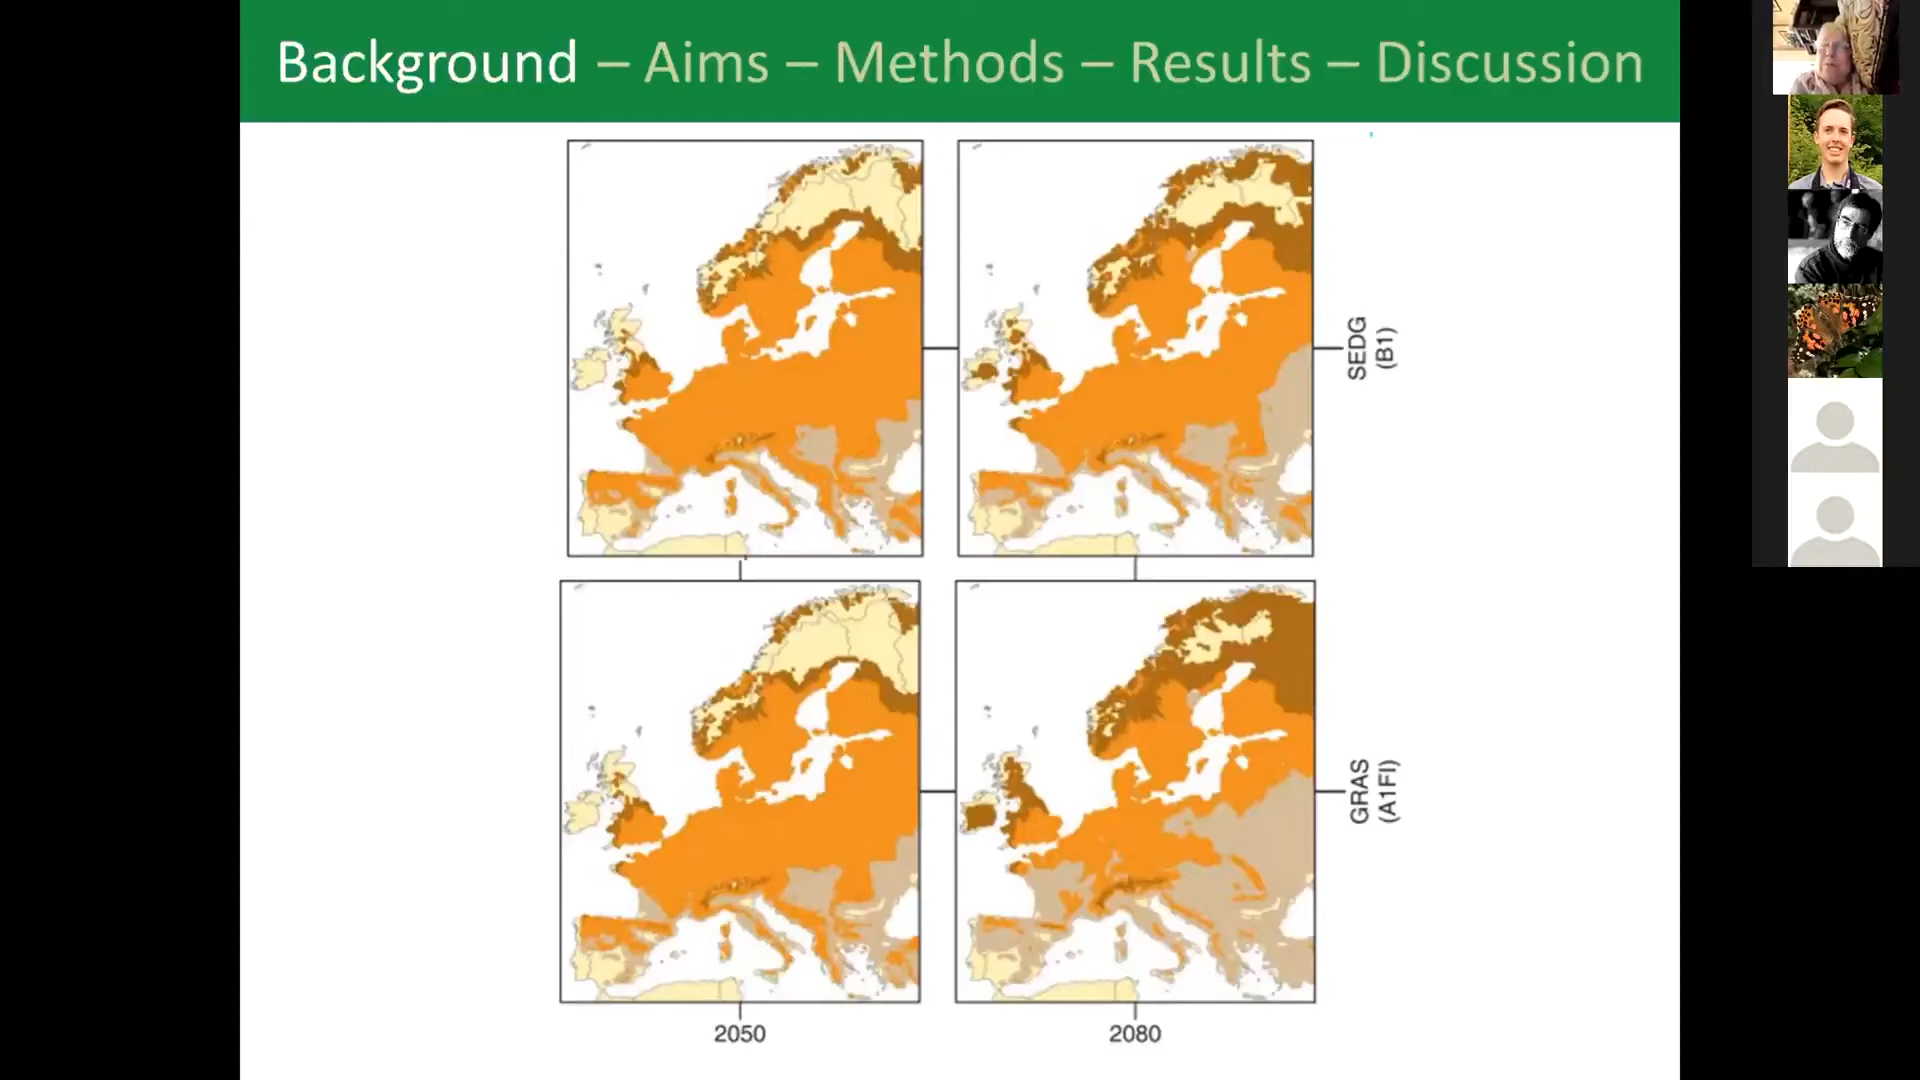 Background – Aims – Methods – Results – Discussion
SEDG
(B1)
GRAS
(A1FI)
2050
2080